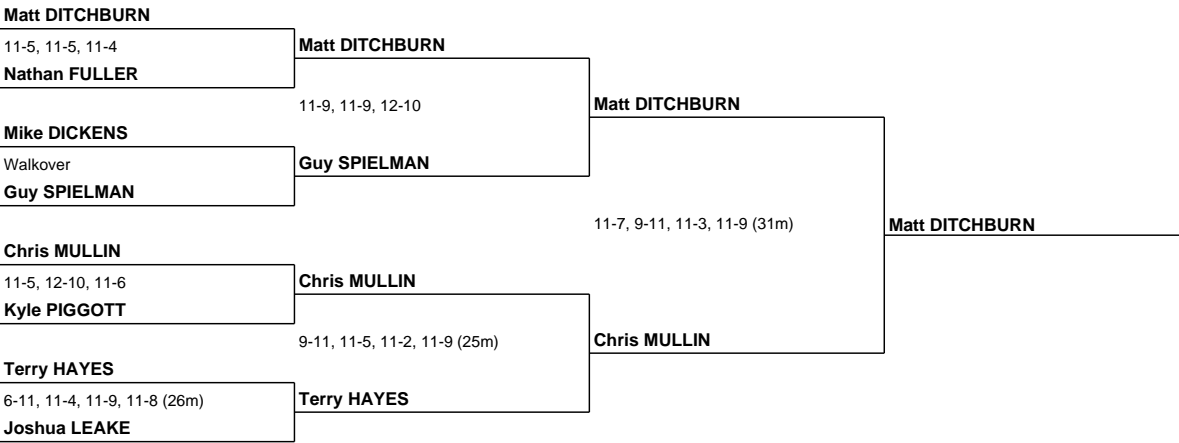 Matt DITCHBURN
11-5, 11-5, 11-4
Nathan FULLER
Mike DICKENS
Walkover
Guy SPIELMAN
Chris MULLIN
11-5, 12-10, 11-6
Kyle PIGGOTT
Terry HAYES
6-11, 11-4, 11-9, 11-8 (26m)
Joshua LEAKE
Matt DITCHBURN
11-9, 11-9, 12-10
Guy SPIELMAN
Chris MULLIN
9-11, 11-5, 11-2, 11-9 (25m)
Terry HAYES
Matt DITCHBURN
11-7, 9-11, 11-3, 11-9 (31m)
Chris MULLIN
Matt DITCHBURN